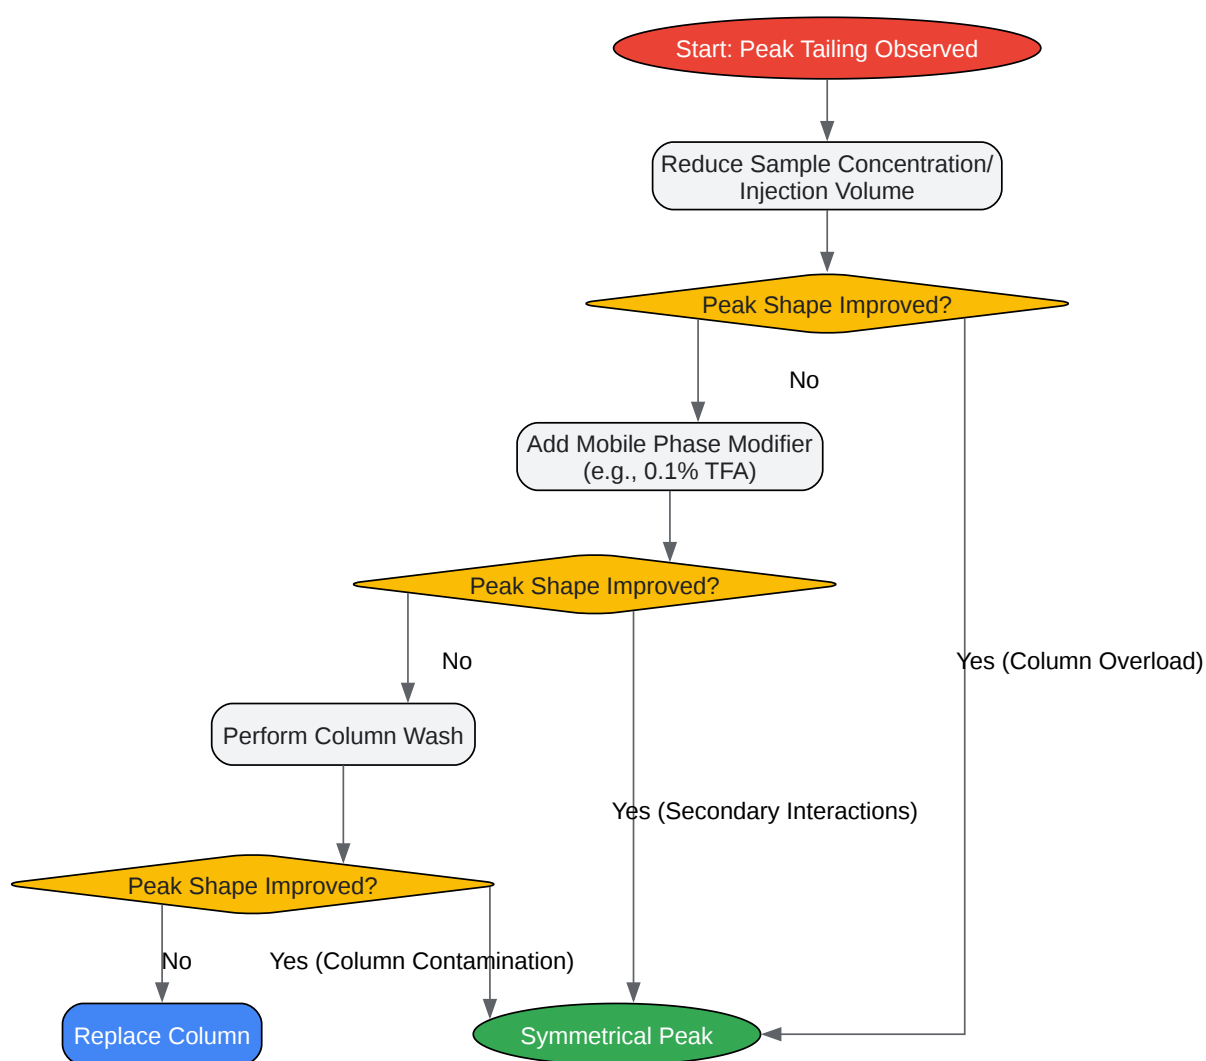 Start: Peak Tailing Observed
Reduce Sample Concentration/
Injection Volume
Peak Shape Improved?
No
Add Mobile Phase Modifier
(e.g., 0.1% TFA)
Peak Shape Improved?
No
Yes (Column Overload)
Perform Column Wash
Yes (Secondary Interactions)
Peak Shape Improved?
No
Yes (Column Contamination)
Replace Column
Symmetrical Peak